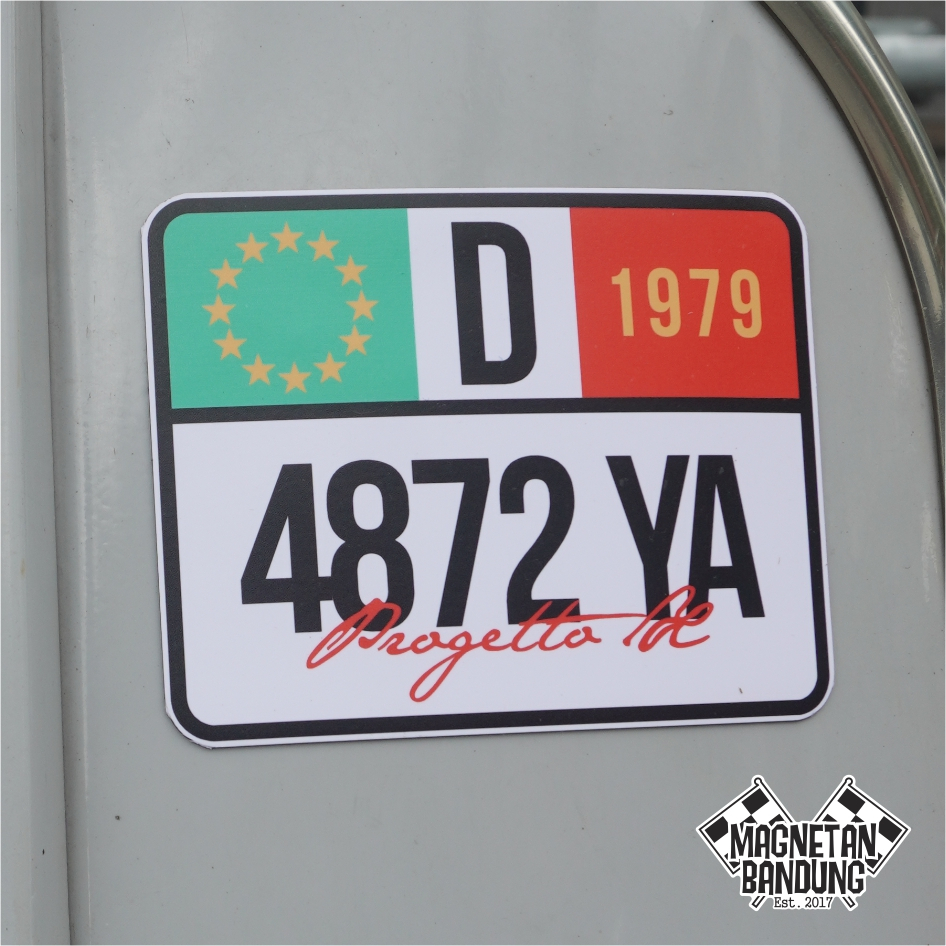 D
1979
4872 YA
Progetto
MAGNETAN
BANDUNG
Est. 2017